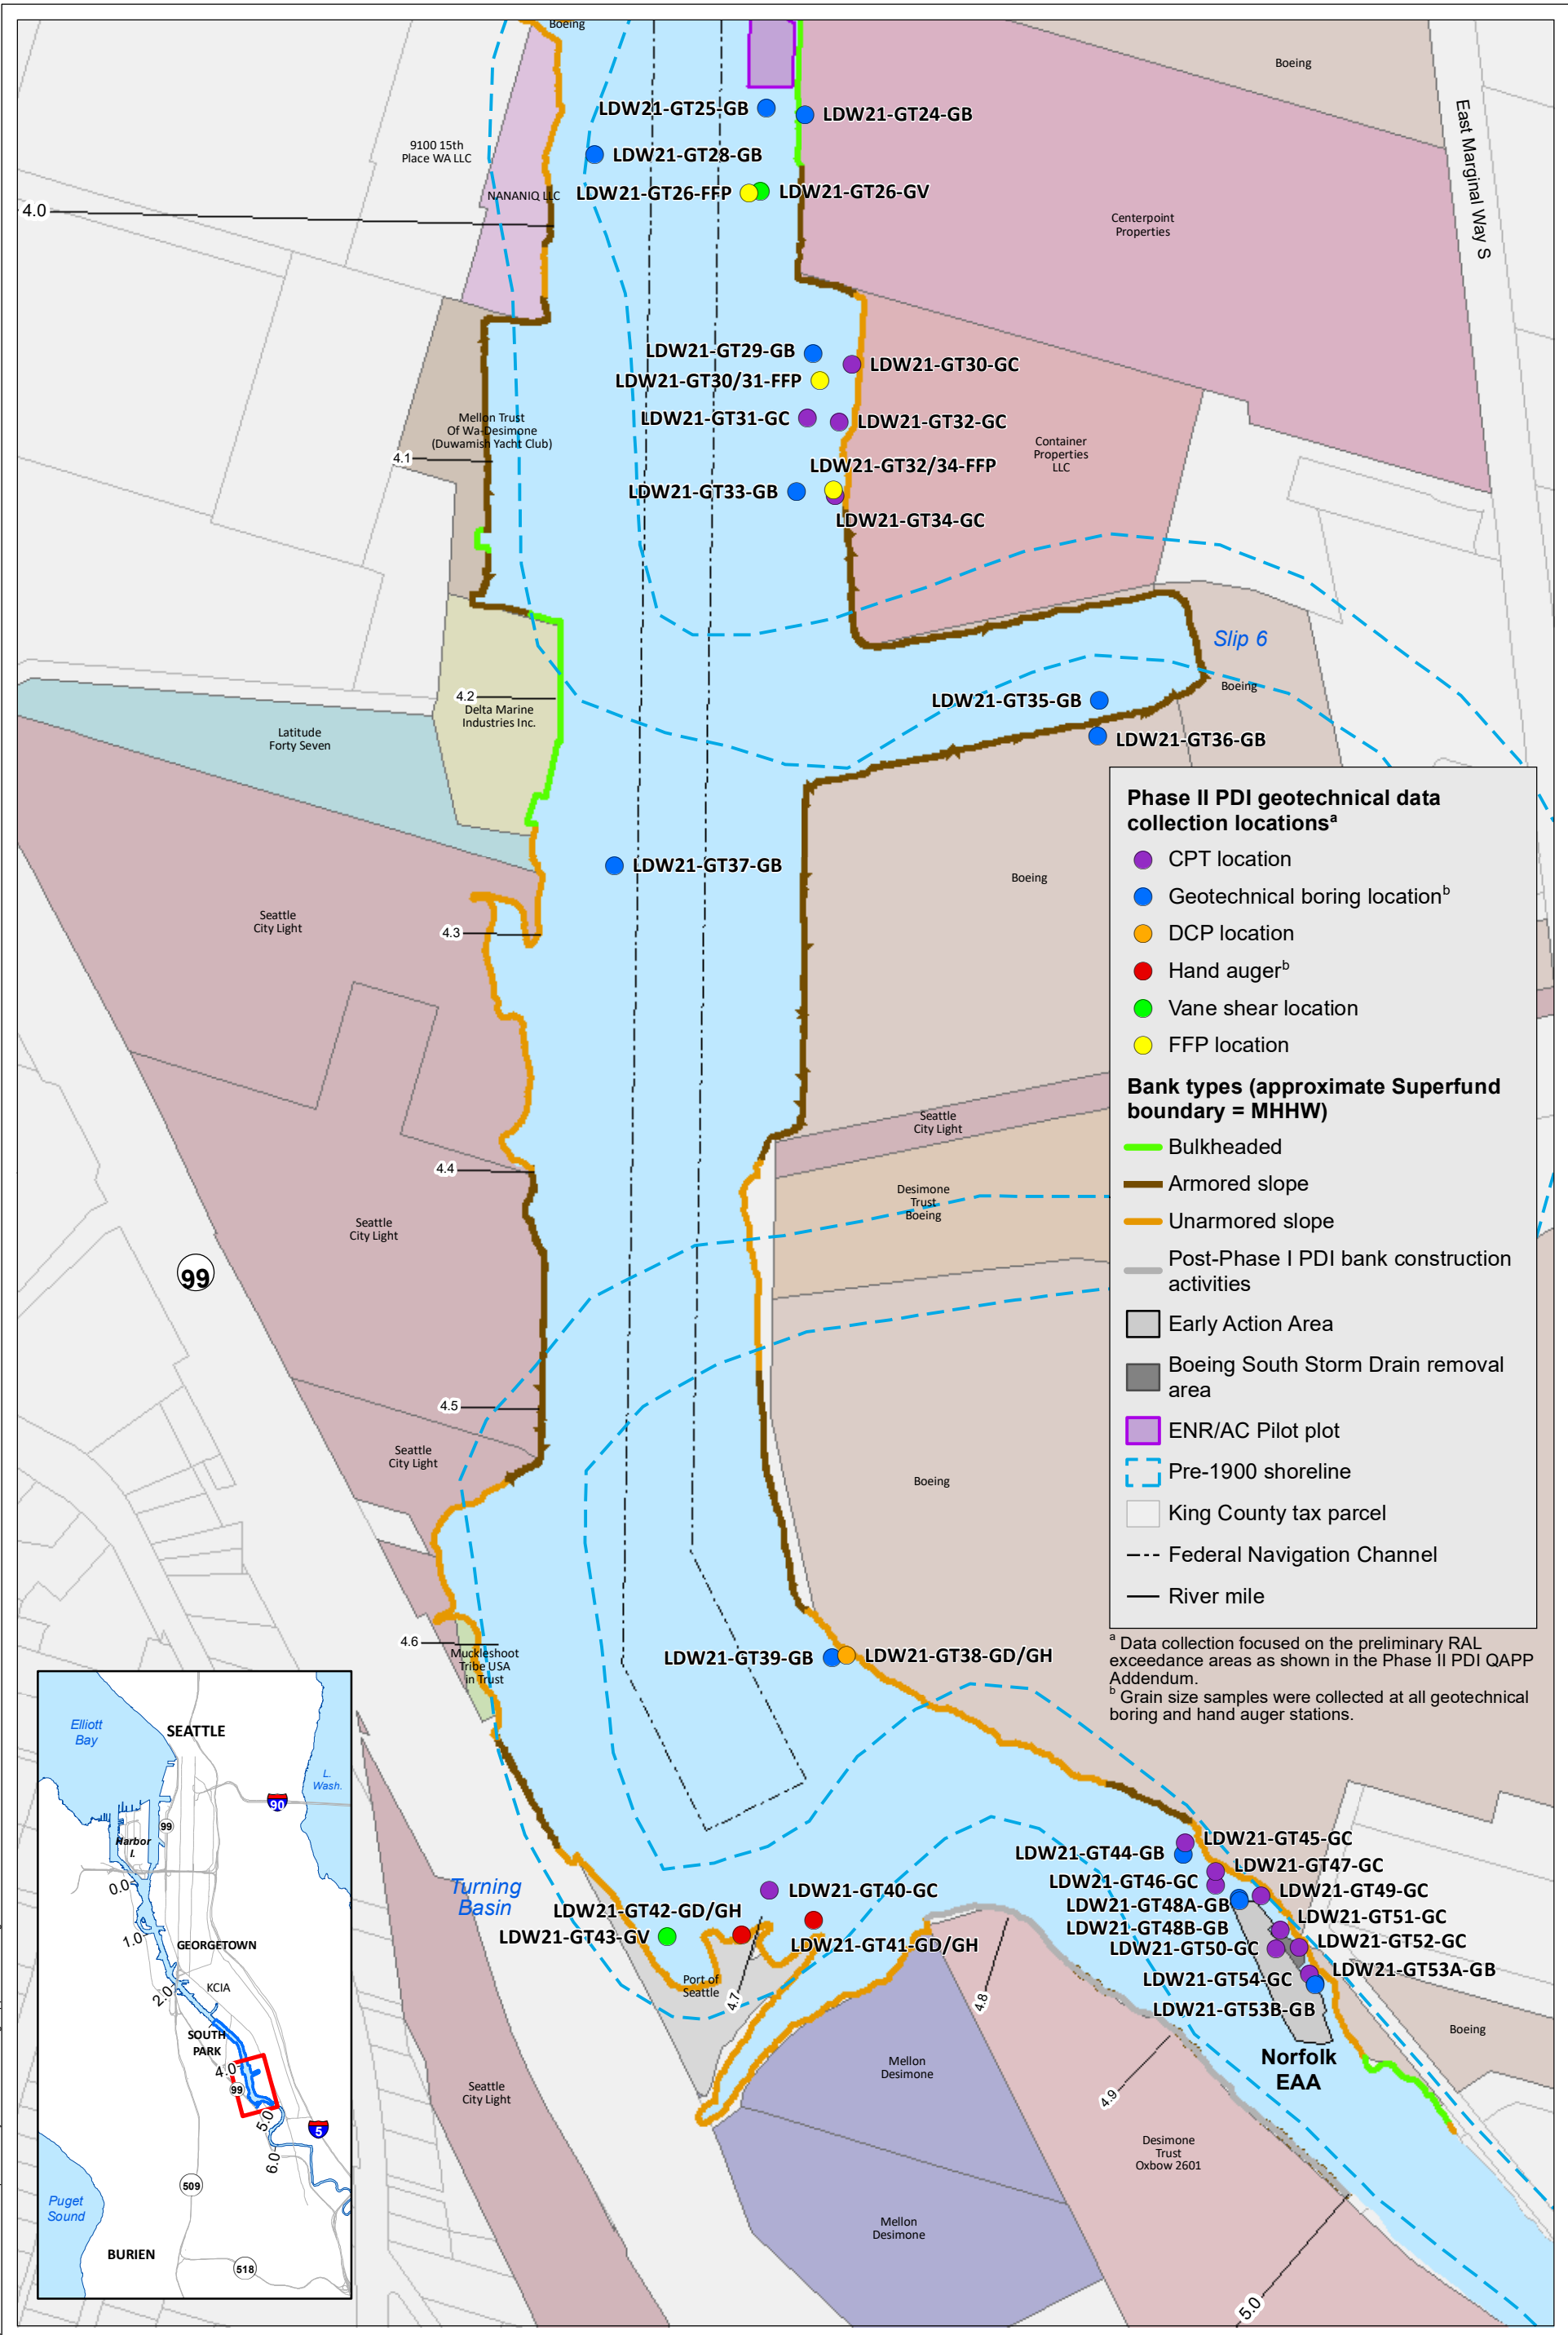 Boeing
Boeing
East Marginal Way S
LDW21-GT25-GB
LDW21-GT24-GB
9100 15th
Place WA LLC
LDW21-GT28-GB
NANANIQ LLC
LDW21-GT26-FFP
LDW21-GT26-GV
4.0
Centerpoint
Properties
LDW21-GT29-GB
LDW21-GT30-GC
LDW21-GT30/31-FFP
LDW21-GT31-GC
LDW21-GT32-GC
Mellon Trust
Of Wa-Desimone
(Duwamish Yacht Club)
Container
Properties
LLC
4.1
LDW21-GT32/34-FFP
LDW21-GT33-GB
LDW21-GT34-GC
Slip 6
Boeing
4.2
Delta Marine
Industries Inc.
LDW21-GT35-GB
Latitude
Forty Seven
LDW21-GT36-GB
LDW21-GT37-GB
Boeing
Seattle
City Light
4.3
Phase II PDI geotechnical data
collection locationsa
CPT location
Geotechnical boring locationb
DCP location
Hand augerb
Vane shear location
FFP location
Bank types (approximate Superfund
boundary = MHHW)
Bulkheaded
Armored slope
Unarmored slope
Post-Phase I PDI bank construction
activities
Early Action Area
Boeing South Storm Drain removal
area
ENR/AC Pilot plot
Pre-1900 shoreline
King County tax parcel
Federal Navigation Channel
River mile
a Data collection focused on the preliminary RAL
exceedance areas as shown in the Phase II PDI QAPP
Addendum.
b Grain size samples were collected at all geotechnical
boring and hand auger stations.
Seattle
City Light
4.4
Desimone
Trust
Boeing
Seattle
City Light
99
4.5
Seattle
City Light
Boeing
4.6
Muckleshoot
Tribe USA
in Trust
LDW21-GT39-GB
LDW21-GT38-GD/GH
Turning
Basin
LDW21-GT40-GC
LDW21-GT42-GD/GH
LDW21-GT43-GV
LDW21-GT41-GD/GH
Port of
Seattle
4.7
4.8
LDW21-GT45-GC
LDW21-GT44-GB
LDW21-GT47-GC
LDW21-GT46-GC
LDW21-GT49-GC
LDW21-GT48A-GB
LDW21-GT51-GC
LDW21-GT48B-GB
LDW21-GT52-GC
LDW21-GT50-GC
LDW21-GT53A-GB
LDW21-GT54-GC
LDW21-GT53B-GB
Norfolk
EAA
Boeing
Mellon
Desimone
4.9
Seattle
City Light
Desimone
Trust
Oxbow 2601
Mellon
Desimone
5.0
Elliott
Bay
SEATTLE
L.
Wash.
90
99
Harbor
I.
0.0
1.0
GEORGETOWN
KCIA
2.0
SOUTH
PARK
4.0
99
5.0
5
6.0
509
Puget
Sound
BURIEN
518